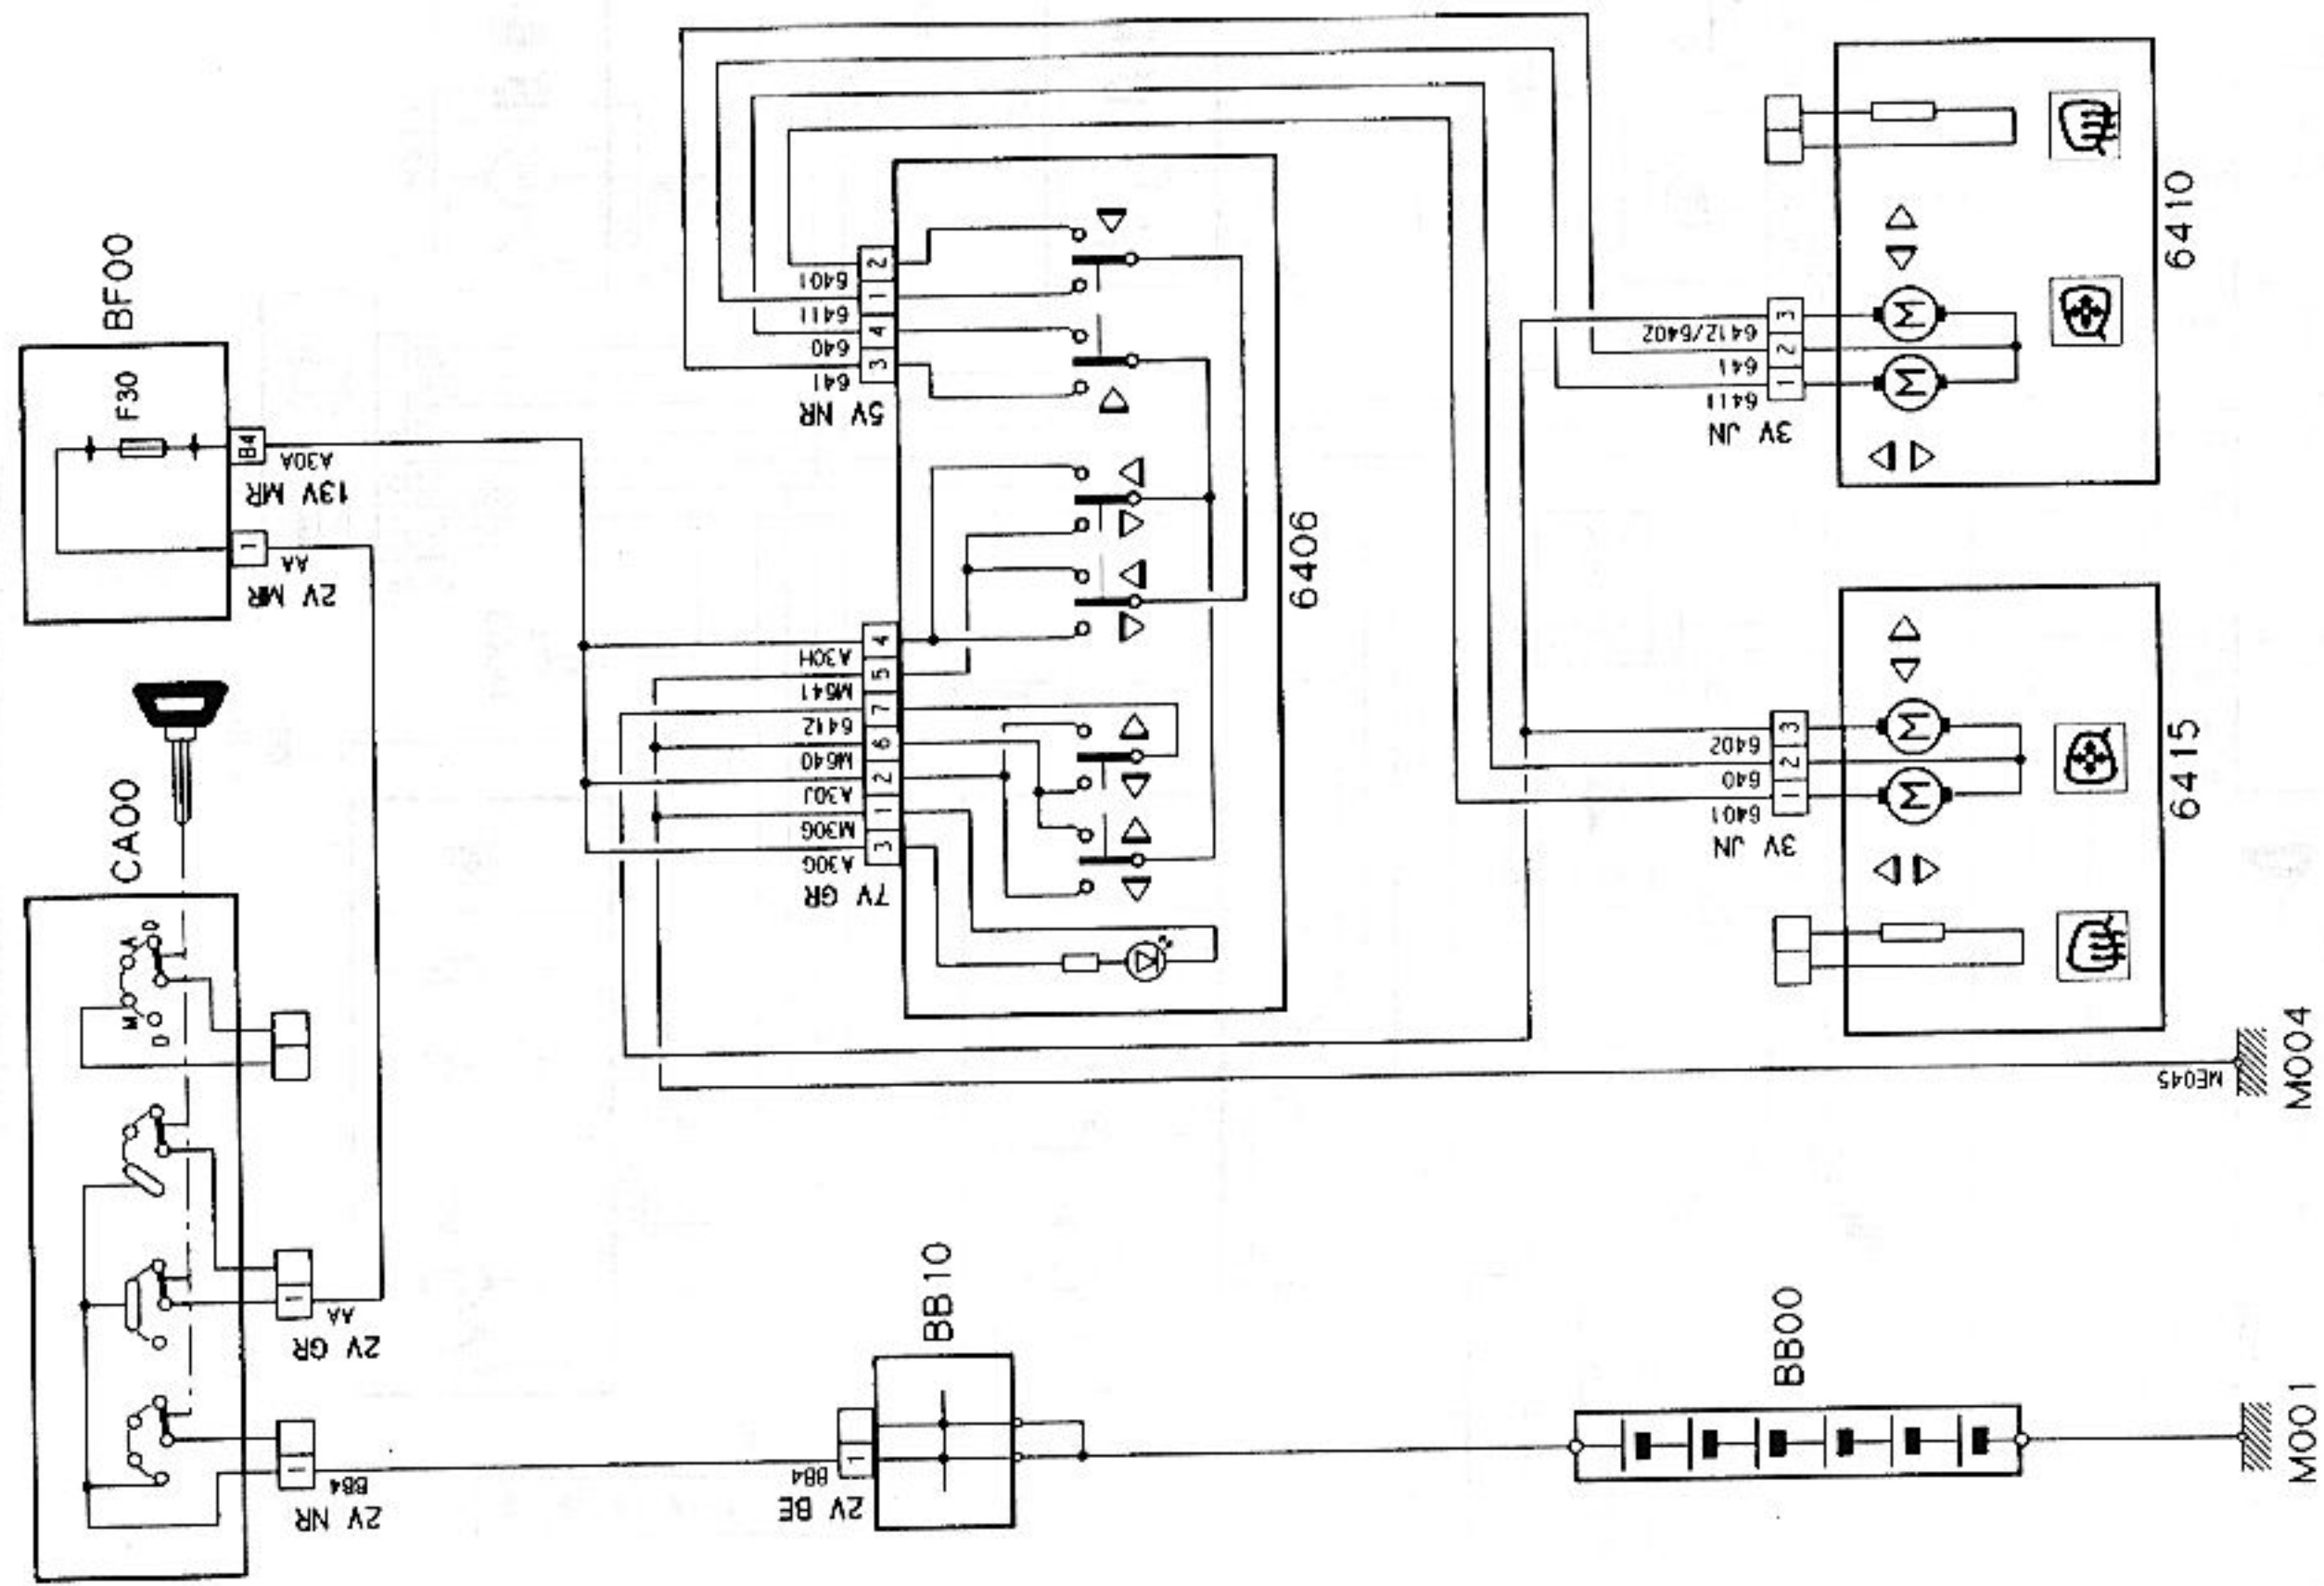 BF00
F30
B4
A30A
13V MR
1
AA
2V MR
CA00
D
A
M
D
1
AA
2V GR
1
BB4
2V NR
BB10
1
BB4
2V BE
BB00
M001
M004
ME045
6406
2
6401
1
6411
4
640
3
641
5V NR
4
A30H
5
M641
7
6412
6
M640
2
A30J
1
M30G
3
A30G
7V GR
6410
3
6412/6402
2
641
1
6411
3V JN
M
M
6415
3
6402
2
640
1
6401
3V JN
M
M